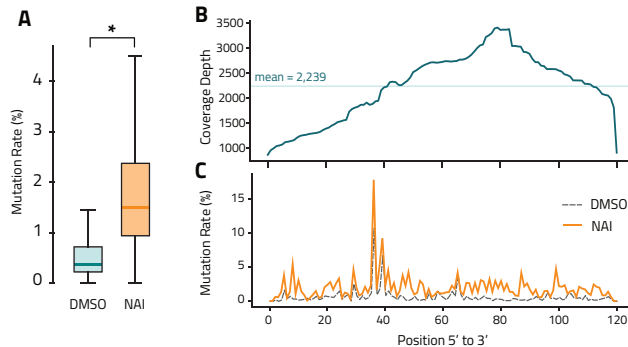 A
*
Mutation Rate (%)
4
3
2
1
0
DMSO NAI
B
Coverage Depth
3500
3000
2500
2000
1500
1000
mean = 2,239
C
Mutation Rate (%)
15
10
5
0
DMSO
NAI
0 20 40 60 80 100 120
Position 5’ to 3’